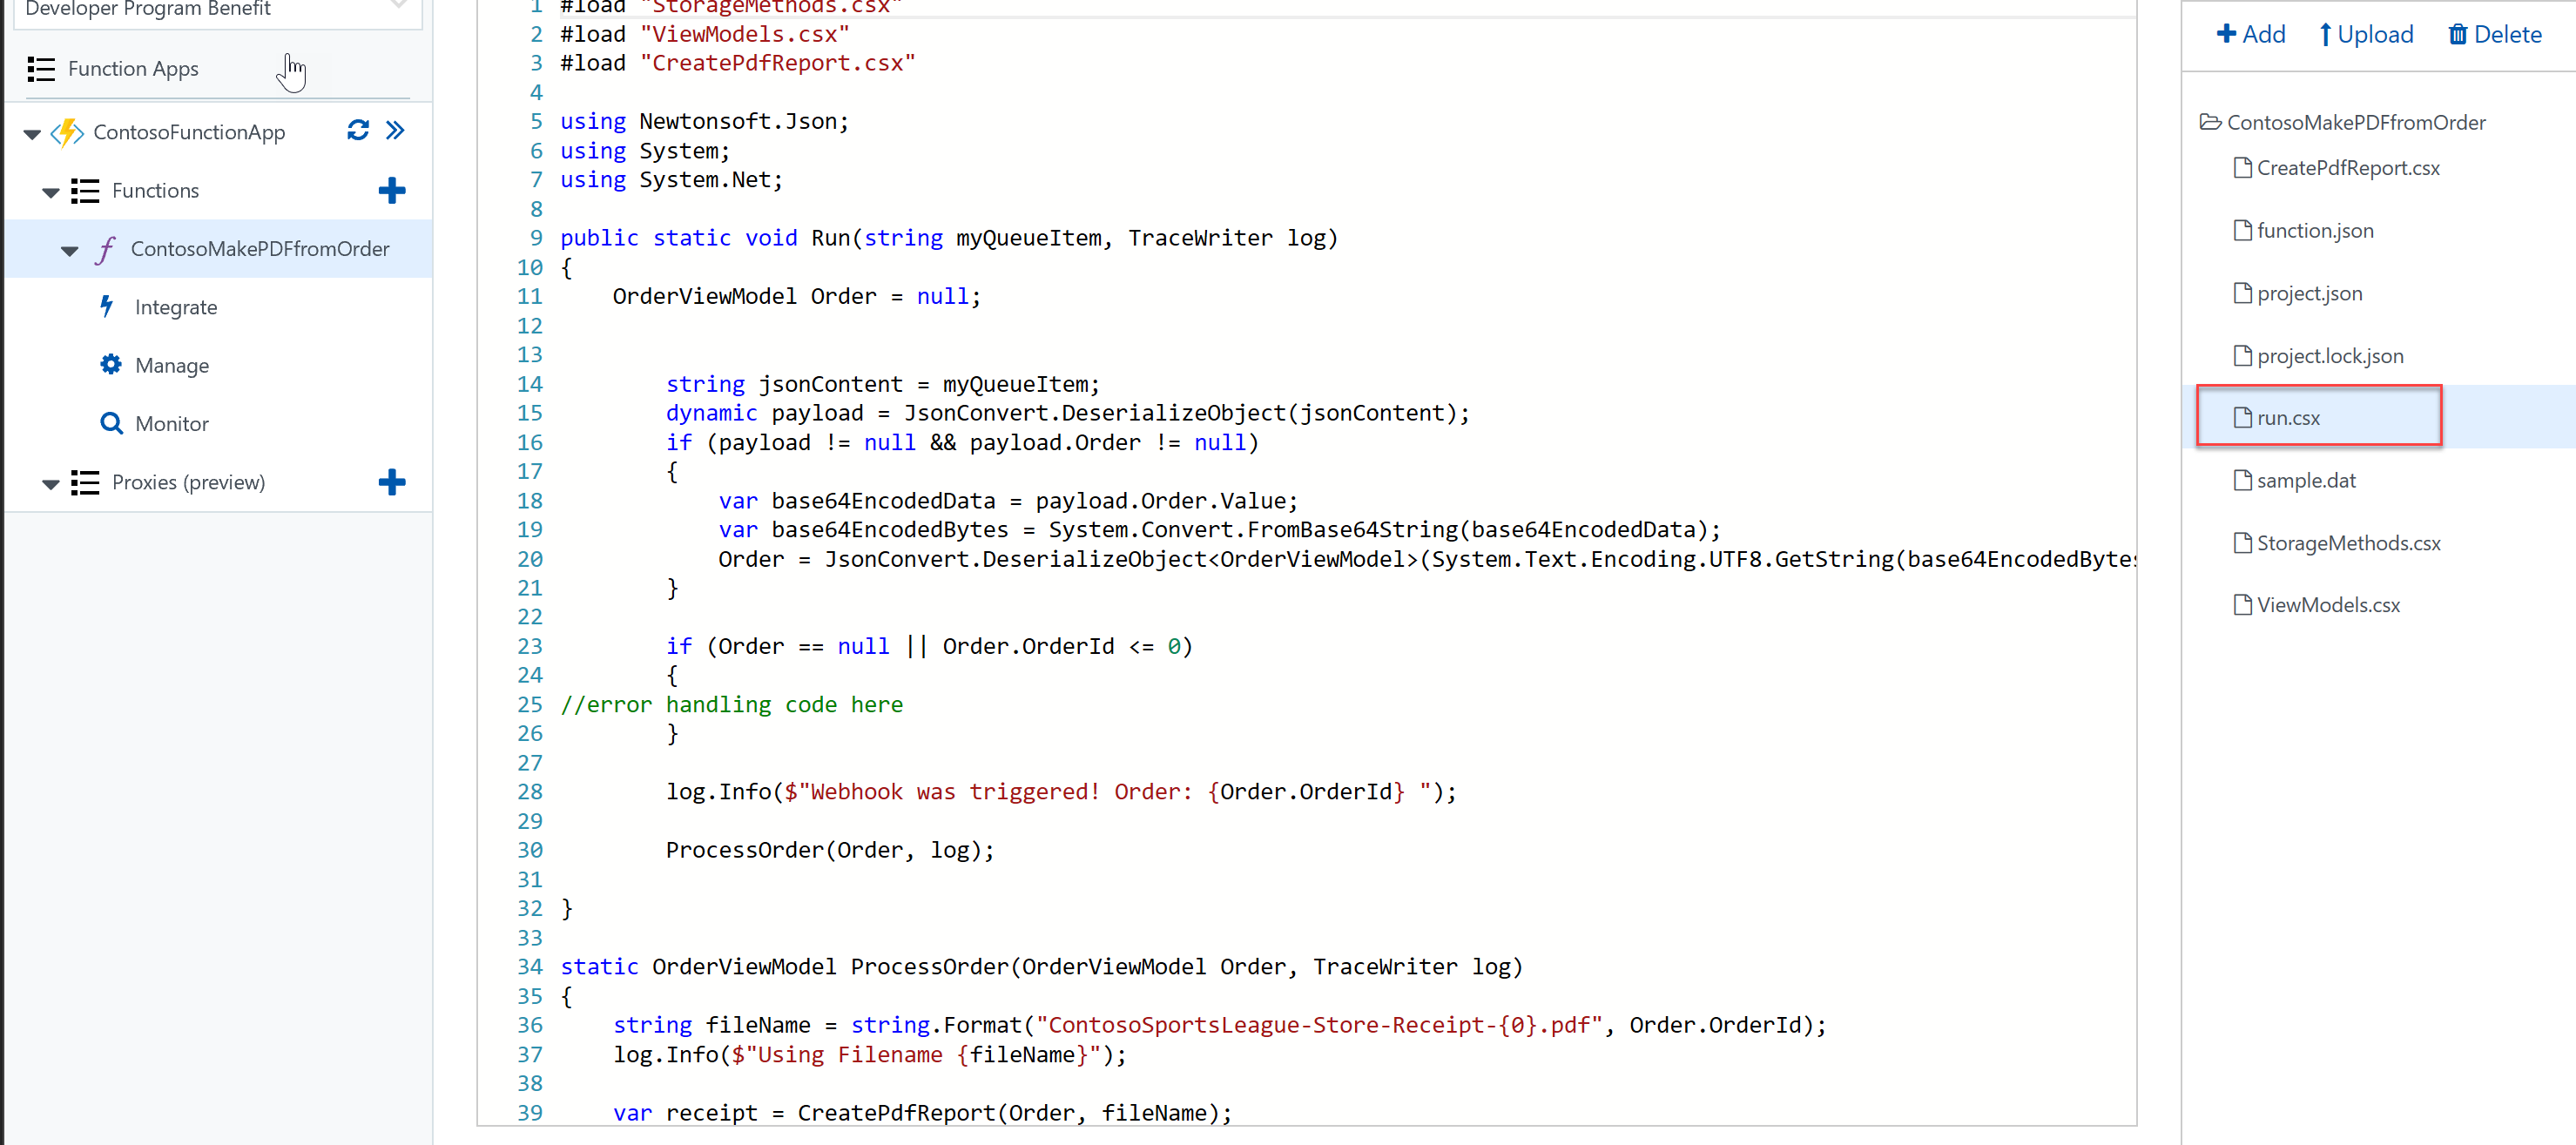 Developer Program Benefit
Function Apps
ContosoFunctionApp
Functions
ContosoMakePDFfromOrder
Integrate
Manage
Monitor
Proxies (preview)
1 #load "StorageMethods.csx"
2 #load "ViewModels.csx"
3 #load "CreatePdfReport.csx"
4
5 using Newtonsoft.Json;
6 using System;
7 using System.Net;
8
9 public static void Run(string myQueueItem, TraceWriter log)
10 {
11     OrderViewModel Order = null;
12
13
14         string jsonContent = myQueueItem;
15         dynamic payload = JsonConvert.DeserializeObject(jsonContent);
16         if (payload != null && payload.Order != null)
17         {
18             var base64EncodedData = payload.Order.Value;
19             var base64EncodedBytes = System.Convert.FromBase64String(base64EncodedData);
20             Order = JsonConvert.DeserializeObject<OrderViewModel>(System.Text.Encoding.UTF8.GetString(base64EncodedBytes
21         }
22
23         if (Order == null || Order.OrderId <= 0)
24         {
25 //error handling code here
26         }
27
28         log.Info($"Webhook was triggered! Order: {Order.OrderId} ");
29
30         ProcessOrder(Order, log);
31
32 }
33
34 static OrderViewModel ProcessOrder(OrderViewModel Order, TraceWriter log)
35 {
36     string fileName = string.Format("ContosoSportsLeague-Store-Receipt-{0}.pdf", Order.OrderId);
37     log.Info($"Using Filename {fileName}");
38
39     var receipt = CreatePdfReport(Order, fileName);
Add Upload Delete
ContosoMakePDFfromOrder
CreatePdfReport.csx
function.json
project.json
project.lock.json
run.csx
sample.dat
StorageMethods.csx
ViewModels.csx